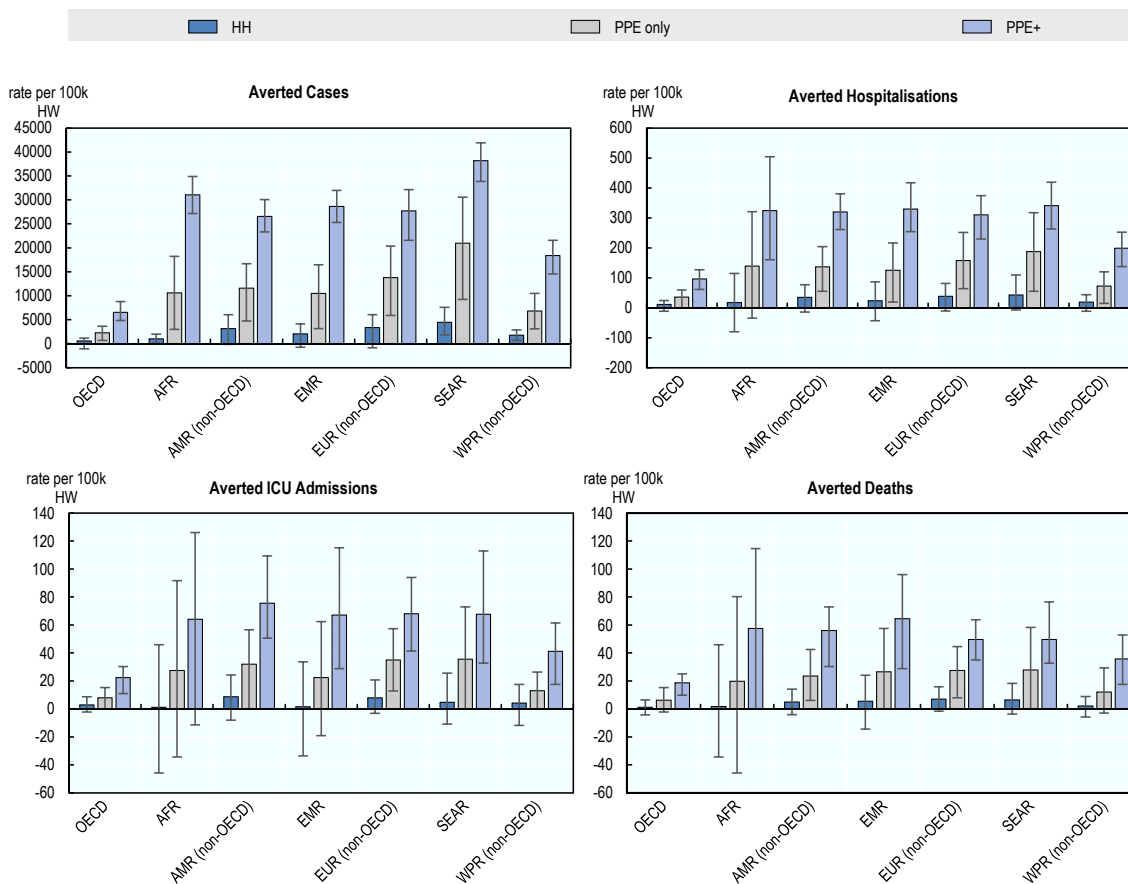 HH
PPE only
PPE+
rate per 100k
HW
Averted Cases
45000
40000
35000
30000
25000
20000
15000
10000
5000
0
-5000
OECD
AFR
AMR (non-OECD)
EMR
EUR (non-OECD)
SEAR
WPR (non-OECD)
rate per 100k
HW
Averted Hospitalisations
600
500
400
300
200
100
0
-100
-200
OECD
AFR
AMR (non-OECD)
EMR
EUR (non-OECD)
SEAR
WPR (non-OECD)
rate per 100k
HW
Averted ICU Admissions
140
120
100
80
60
40
20
0
-20
-40
-60
OECD
AFR
AMR (non-OECD)
EMR
EUR (non-OECD)
SEAR
WPR (non-OECD)
rate per 100k
HW
Averted Deaths
140
120
100
80
60
40
20
0
-20
-40
-60
OECD
AFR
AMR (non-OECD)
EMR
EUR (non-OECD)
SEAR
WPR (non-OECD)